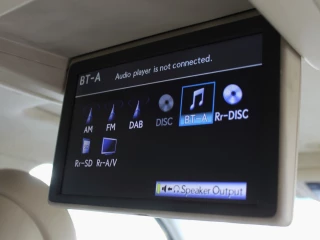 BT-A Audio player is not connected.
AM FM DAB DISC BT-A Rr-DISC
Rr-SD Rr-A/V
Speaker Output